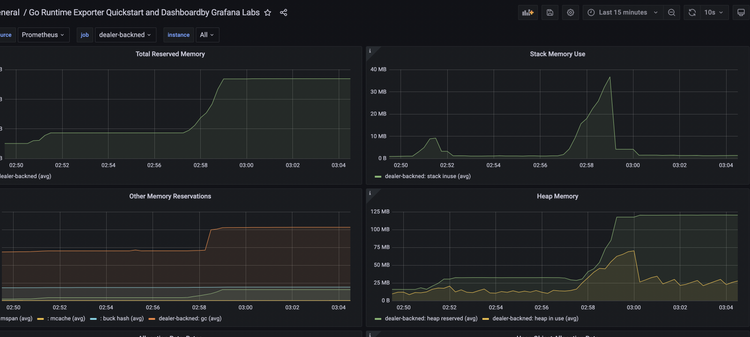 eneral / Go Runtime Exporter Quickstart and Dashboardby Grafana Labs
Last 15 minutes
10s
ource Prometheus job dealer-backned instance All
Total Reserved Memory
02:50 02:52 02:54 02:56 02:58 03:00 03:02 03:04
dealer-backned (avg)
Stack Memory Use
40 MB
30 MB
20 MB
10 MB
0 B
02:50 02:52 02:54 02:56 02:58 03:00 03:02 03:04
dealer-backned: stack inuse (avg)
Other Memory Reservations
02:50 02:52 02:54 02:56 02:58 03:00 03:02 03:04
mspan (avg) : mcache (avg) : buck hash (avg) dealer-backned: gc (avg)
Heap Memory
125 MB
100 MB
75 MB
50 MB
25 MB
0 B
02:50 02:52 02:54 02:56 02:58 03:00 03:02 03:04
dealer-backned: heap reserved (avg) dealer-backned: heap in use (avg)